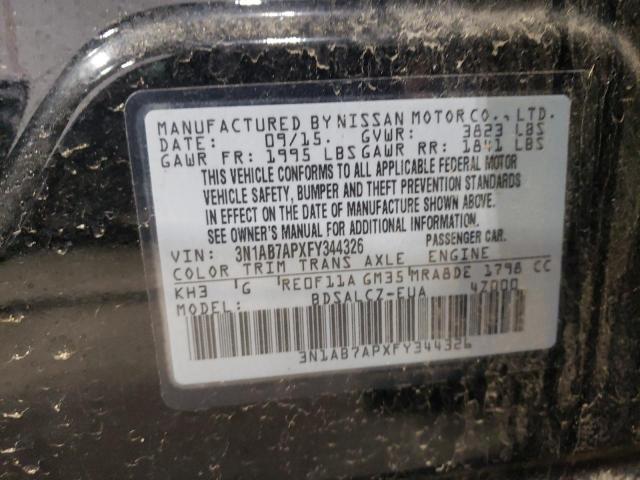 MANUFACTURED BY NISSAN MOTOR CO., LTD.
DATE: 09/15. GVWR: 3823 LBS
GAWR FR: 1995 LBS GAWR RR: 1841 LBS
THIS VEHICLE CONFORMS TO ALL APPLICABLE FEDERAL MOTOR
VEHICLE SAFETY, BUMPER AND THEFT PREVENTION STANDARDS
IN EFFECT ON THE DATE OF MANUFACTURE SHOWN ABOVE.
SEE OWNER'S MANUAL FOR ADDITIONAL INFORMATION.
VIN: 3N1AB7APXFY344326 PASSENGER CAR.
COLOR TRIM TRANS AXLE ENGINE
KH3 G RE0F11A GM35 MRA8DE 1798 CC
MODEL: BDSALCZ-EUA 4Z000
3N1AB7APXFY344326